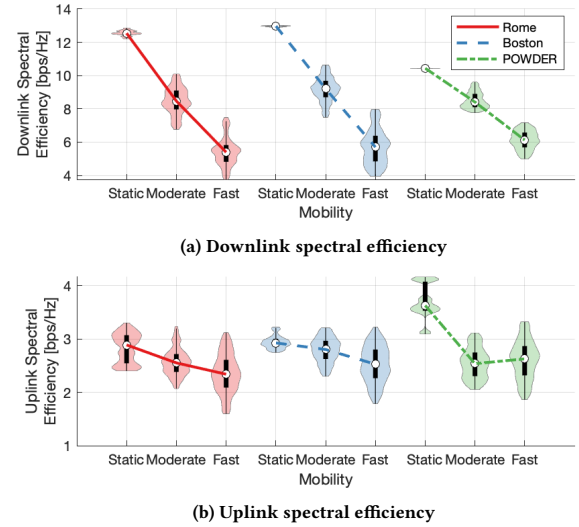 14
12
10
8
6
4
Downlink Spectral
Efficiency [bps/Hz]
Rome
Boston
POWDER
Static Moderate Fast Static Moderate Fast Static Moderate Fast
Mobility
(a) Downlink spectral efficiency
4
3
2
1
Uplink Spectral
Efficiency [bps/Hz]
Static Moderate Fast Static Moderate Fast Static Moderate Fast
Mobility
(b) Uplink spectral efficiency